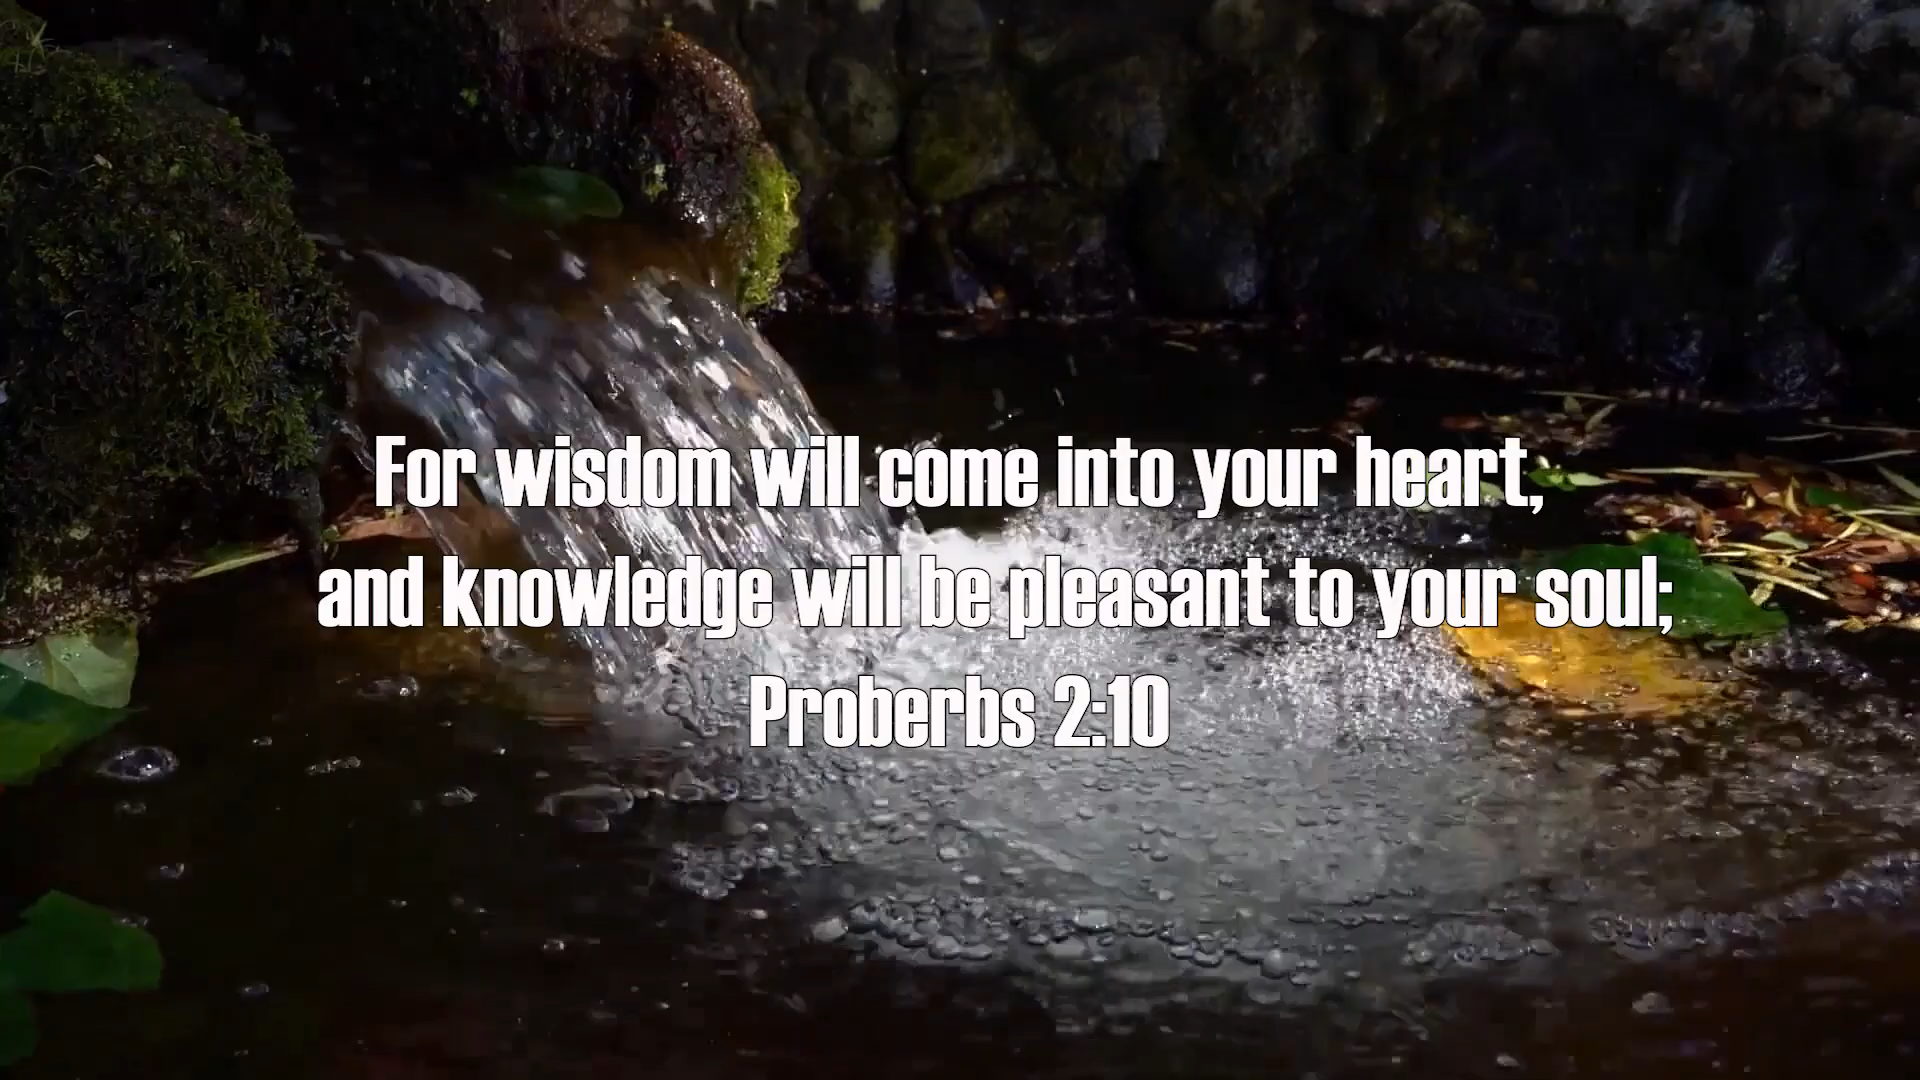 For wisdom will come into your heart,
and knowledge will be pleasant to your soul;
Proberbs 2:10